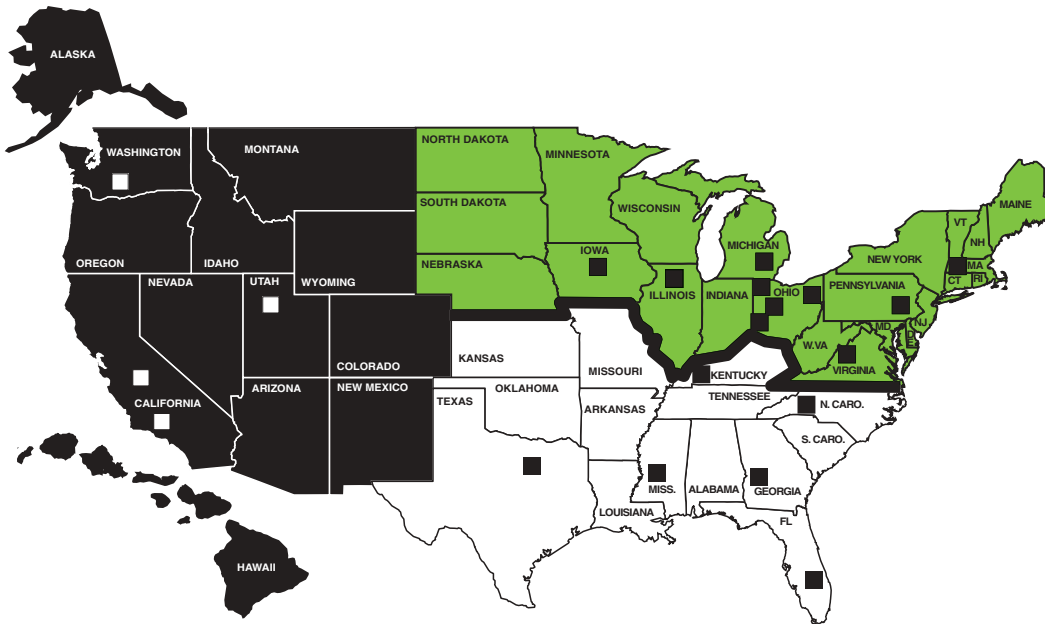 ALASKA
WASHINGTON
MONTANA
NORTH DAKOTA
MINNESOTA
SOUTH DAKOTA
WISCONSIN
MAINE
VT
NH
MICHIGAN
NEW YORK
OREGON
IDAHO
IOWA
MA
NEBRASKA
RI
CT
NEVADA
UTAH
WYOMING
ILLINOIS
INDIANA
OHIO
PENNSYLVANIA
NJ
MD
DE
W.VA
KANSAS
COLORADO
MISSOURI
KENTUCKY
VIRGINIA
CALIFORNIA
ARIZONA
NEW MEXICO
TEXAS
OKLAHOMA
TENNESSEE
N. CARO.
ARKANSAS
S. CARO.
MISS.
ALABAMA
GEORGIA
LOUISIANA
FL
HAWAII